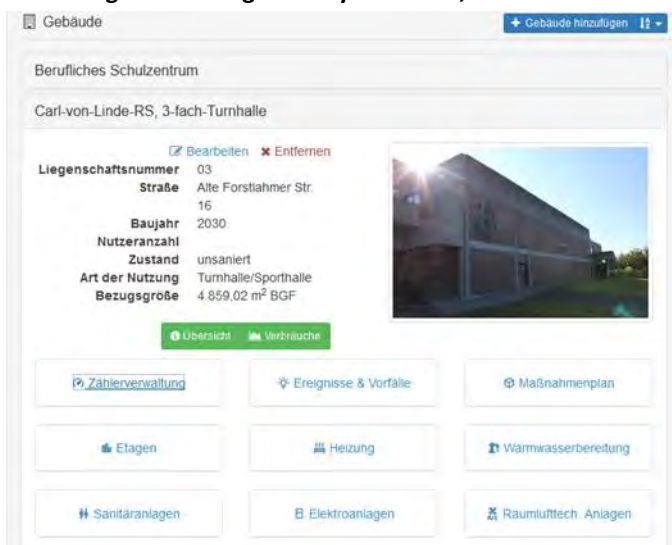 Gebäude
+ Gebäude hinzufügen
Berufliches Schulzentrum
Carl-von-Linde-RS, 3-fach-Turnhalle
Bearbeiten ✖ Entfernen
Liegenschaftsnummer 03
Straße Alte Forstlahmer Str.
16
Baujahr 2030
Nutzeranzahl
Zustand unsaniert
Art der Nutzung Turnhalle/Sporthalle
Bezugsgröße 4.859,02 m² BGF
Übersicht Verbräuche
Zählerverwaltung Ereignisse & Vorfälle Maßnahmenplan
Etagen Heizung Warmwasserbereitung
Sanitäranlagen Elektroanlagen Raumlufttech. Anlagen